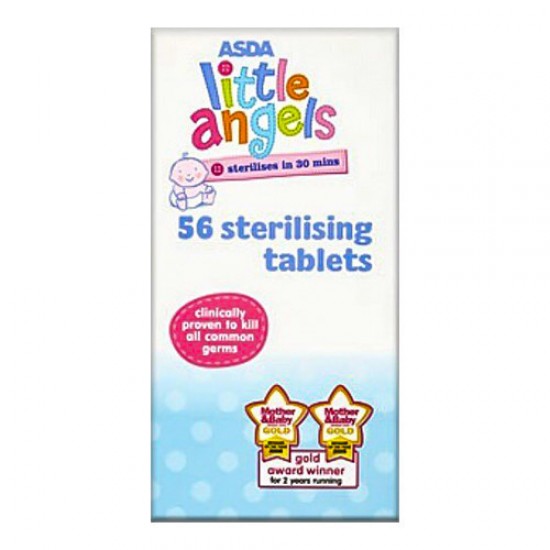 ASDA
little
angels
sterilises in 30 mins
56 sterilising
tablets
clinically
proven to kill
all common
germs
Mother
&Baby
GOLD
Mother
&Baby
GOLD
gold
award winner
for 2 years running